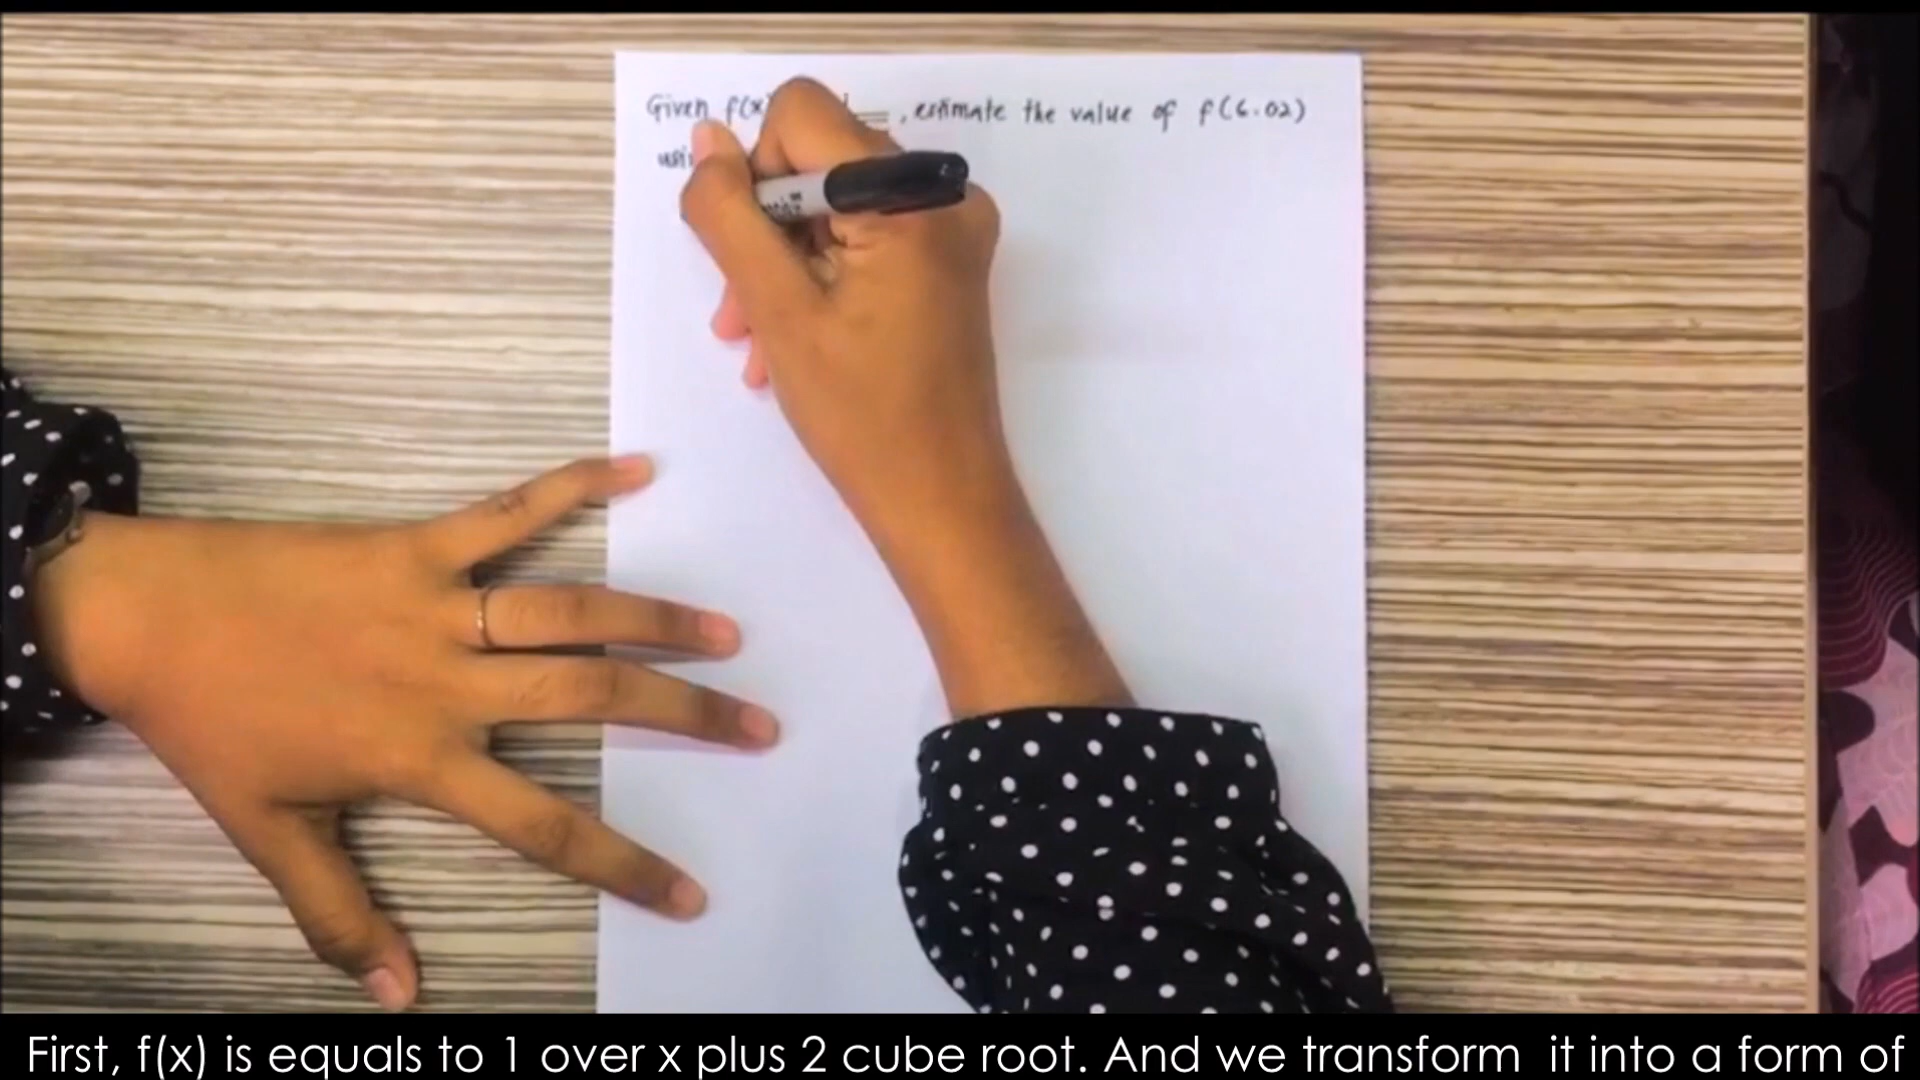 Given f(x , estimate the value of f(6.02)
First, f(x) is equals to 1 over x plus 2 cube root. And we transform it into a form of